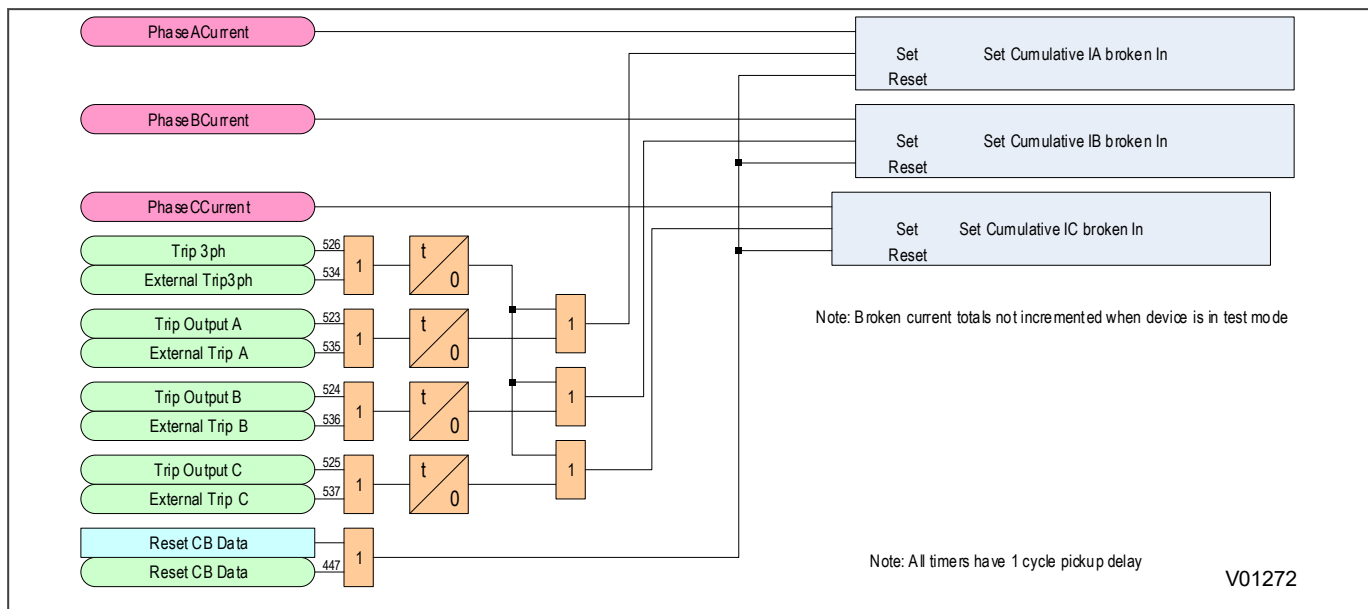 PhaseACurrent
Set Set Cumulative IA broken In
Reset
PhaseBCurrent
Set Set Cumulative IB broken In
Reset
PhaseCCurrent
Set Set Cumulative IC broken In
Reset
Trip 3ph 526
External Trip3ph 534
1
t
0
Trip Output A 523
External Trip A 535
1
t
0
1
Note: Broken current totals not incremented when device is in test mode
Trip Output B 524
External Trip B 536
1
t
0
1
Trip Output C 525
External Trip C 537
1
t
0
1
Reset CB Data
Reset CB Data 447
1
Note: All timers have 1 cycle pickup delay
V01272